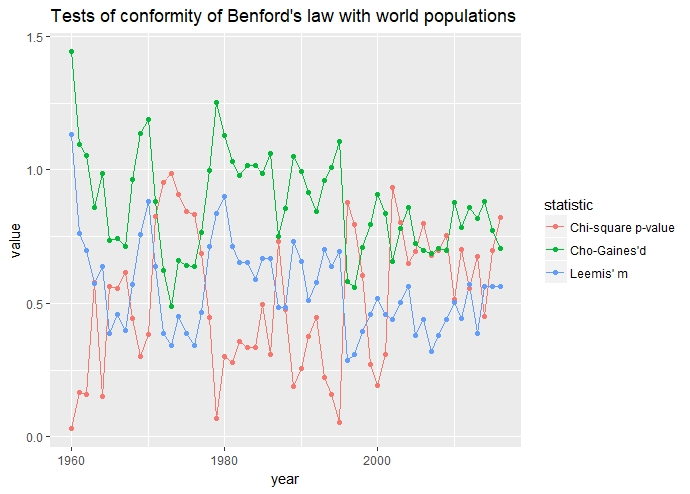 Tests of conformity of Benford's law with world populations
1.5
1.0
0.5
0.0
value
1960
1980
2000
year
statistic
Chi-square p-value
Cho-Gaines'd
Leemis' m